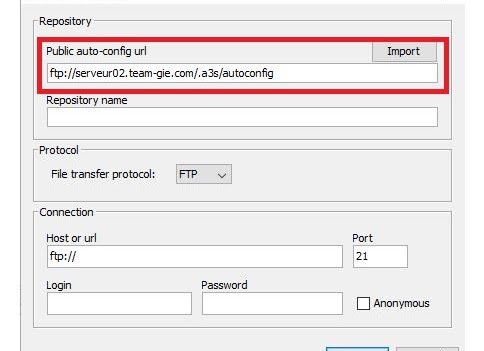 Repository
Public auto-config url
Import
ftp://serveur02.team-gie.com/.a3s/autoconfig
Repository name
Protocol
File transfer protocol: FTP
Connection
Host or url Port
ftp:// 21
Login Password
Anonymous